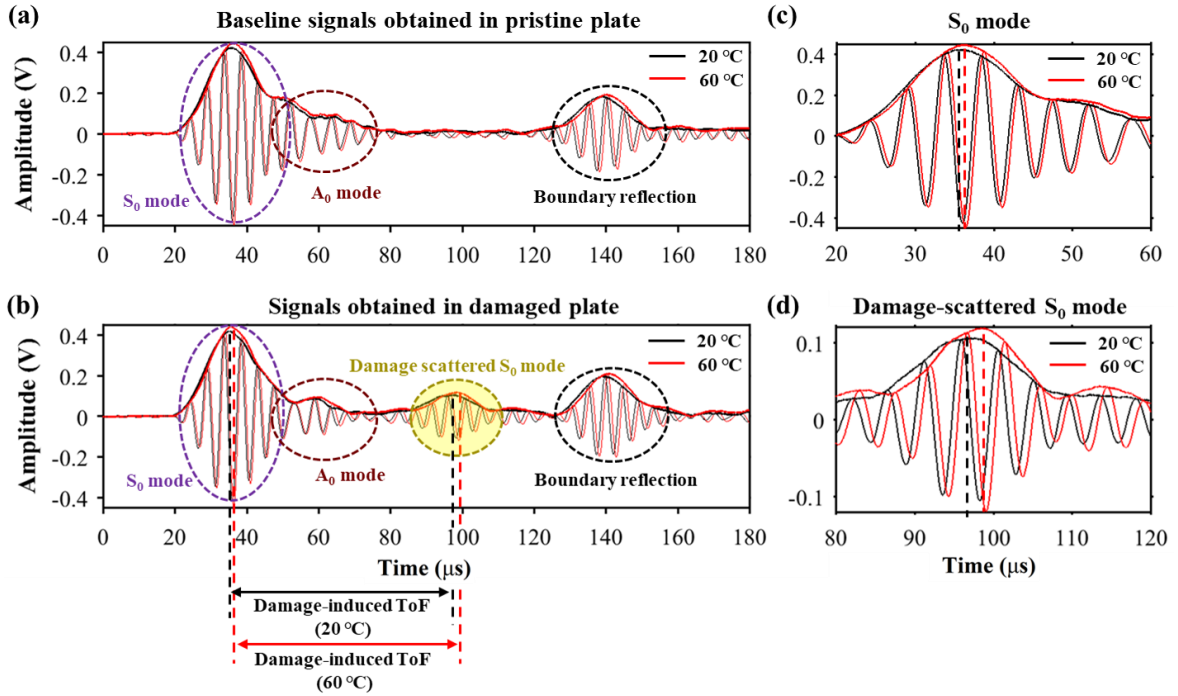 (a)
Baseline signals obtained in pristine plate
Amplitude (V)
0.4
0.2
0
-0.2
-0.4
20 °C
60 °C
S₀ mode
A₀ mode
Boundary reflection
0 20 40 60 80 100 120 140 160 180
(c)
S₀ mode
0.4
0.2
0
-0.2
-0.4
20 °C
60 °C
20 30 40 50 60
(b)
Signals obtained in damaged plate
Amplitude (V)
0.4
0.2
0
-0.2
-0.4
20 °C
60 °C
Damage scattered S₀ mode
S₀ mode
A₀ mode
Boundary reflection
0 20 40 60 80 100 120 140 160 180
Time (μs)
Damage-induced ToF
(20 °C)
Damage-induced ToF
(60 °C)
(d)
Damage-scattered S₀ mode
0.1
0
-0.1
20 °C
60 °C
80 90 100 110 120
Time (μs)